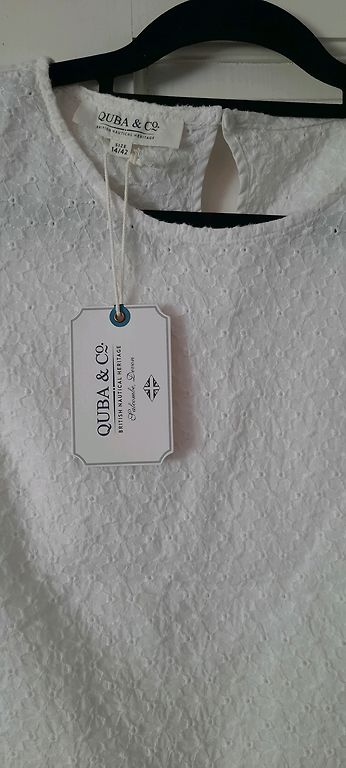 QUBA & Co.
BRITISH NAUTICAL HERITAGE
SIZE
14/42
QUBA & Co.
BRITISH NAUTICAL HERITAGE
Salcombe, Devon